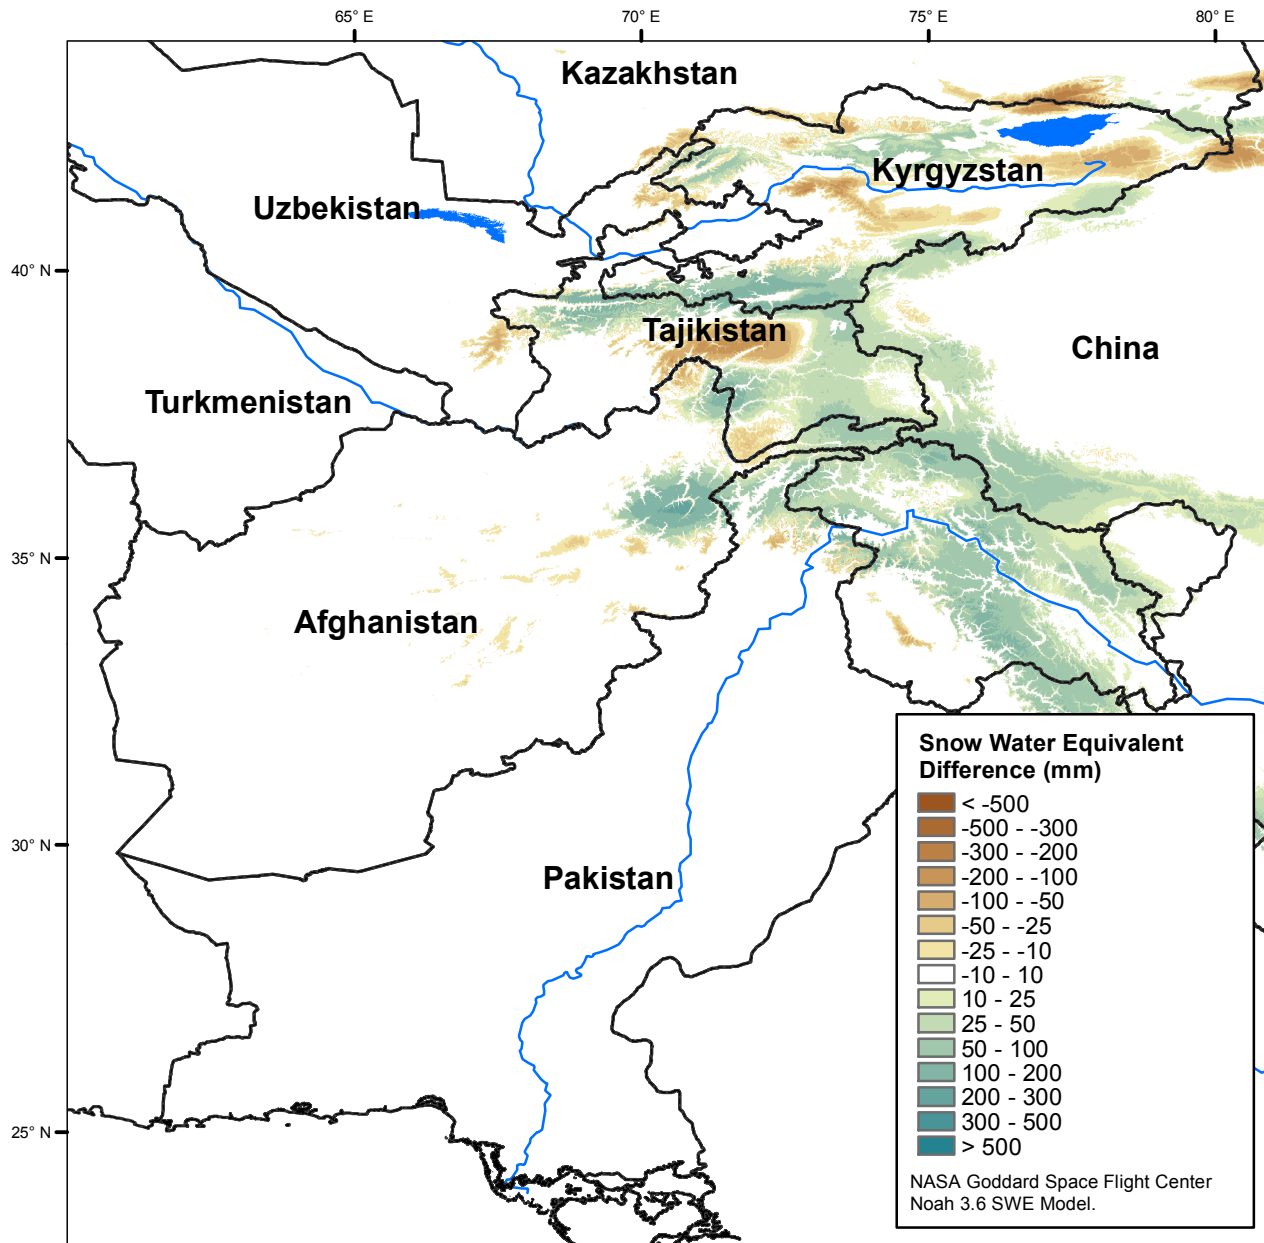 65° E
70° E
75° E
80° E
Kazakhstan
Kyrgyzstan
Uzbekistan
40° N
Tajikistan
China
Turkmenistan
35° N
Afghanistan
30° N
Pakistan
25° N
Snow Water Equivalent
Difference (mm)
< -500
-500 - -300
-300 - -200
-200 - -100
-100 - -50
-50 - -25
-25 - -10
-10 - 10
10 - 25
25 - 50
50 - 100
100 - 200
200 - 300
300 - 500
> 500
NASA Goddard Space Flight Center
Noah 3.6 SWE Model.